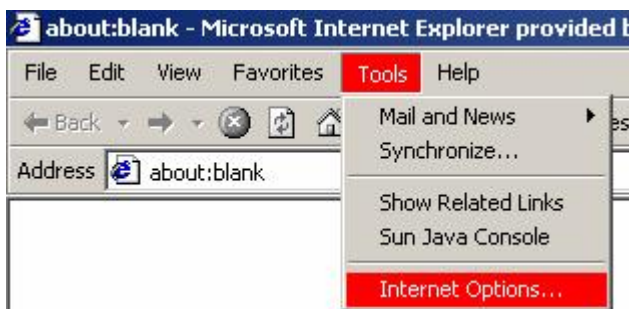 about:blank - Microsoft Internet Explorer provided
File Edit View Favorites Tools Help
Back
Mail and News
Synchronize...
Address about:blank
Show Related Links
Sun Java Console
Internet Options...